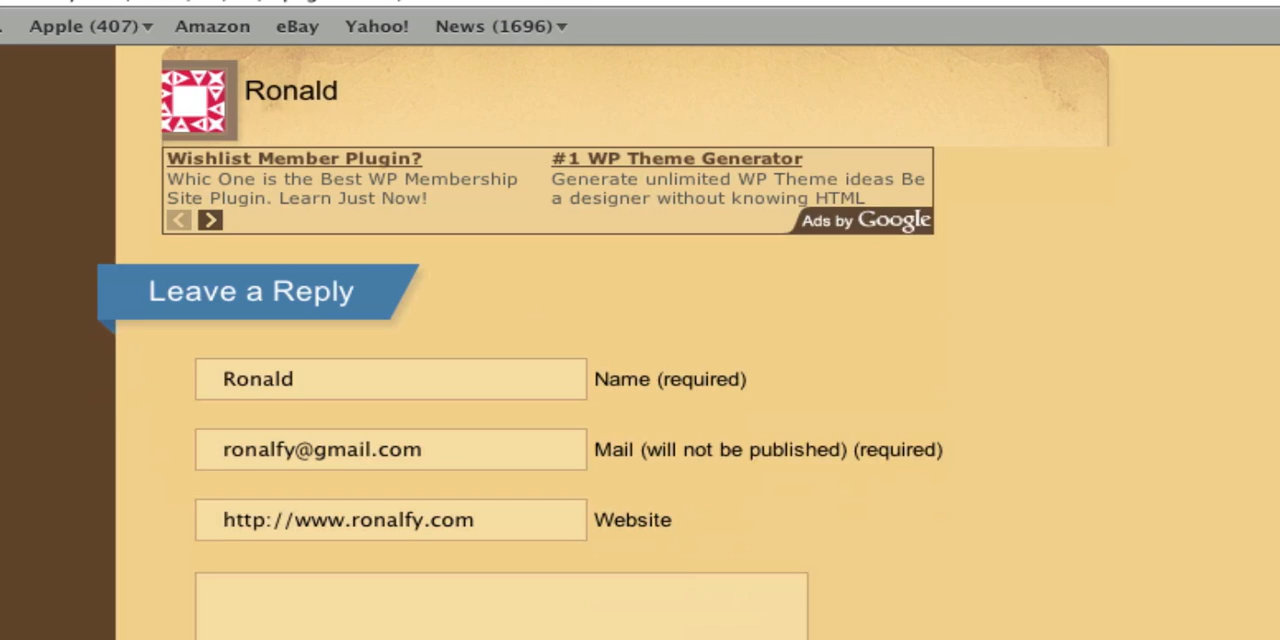 Apple (407) Amazon eBay Yahoo! News (1696)
Ronald
Wishlist Member Plugin?
Whic One is the Best WP Membership
Site Plugin. Learn Just Now!
#1 WP Theme Generator
Generate unlimited WP Theme ideas Be
a designer without knowing HTML
Ads by Google
Leave a Reply
Ronald Name (required)
ronalfy@gmail.com Mail (will not be published) (required)
http://www.ronalfy.com Website